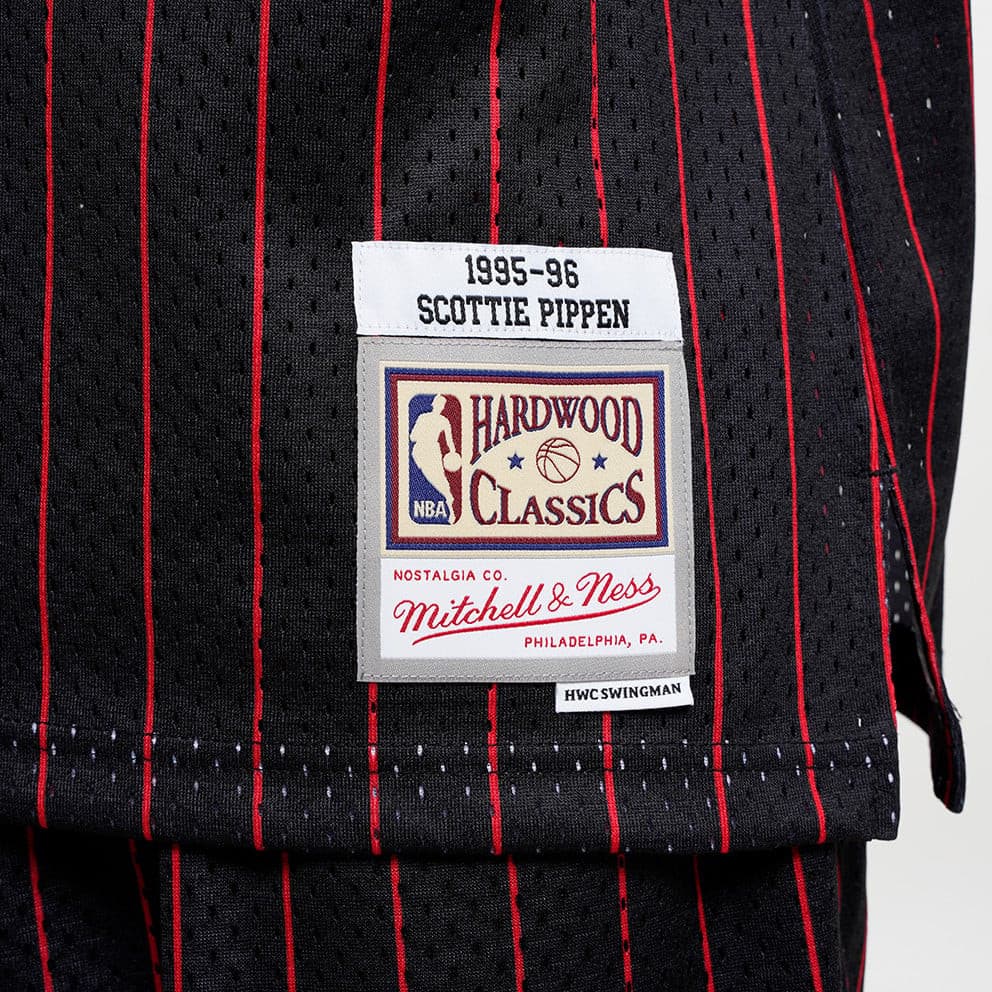 1995-96
SCOTTIE PIPPEN
HARDWOOD
NBA
CLASSICS
NOSTALGIA CO.
Mitchell & Ness
PHILADELPHIA, PA.
HWC SWINGMAN